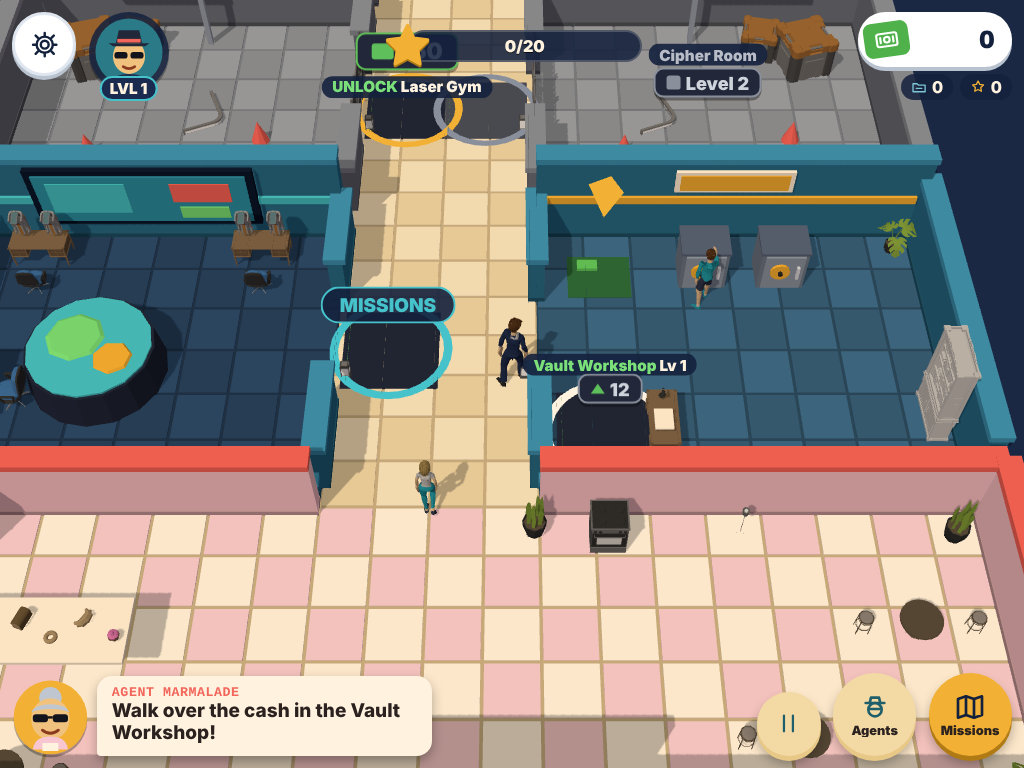 0/20
0
Cipher Room
LVL 1
UNLOCK Laser Gym
Level 2
0
0
MISSIONS
Vault Workshop Lv 1
12
AGENT MARMALADE
Walk over the cash in the Vault
Workshop!
Agents
Missions